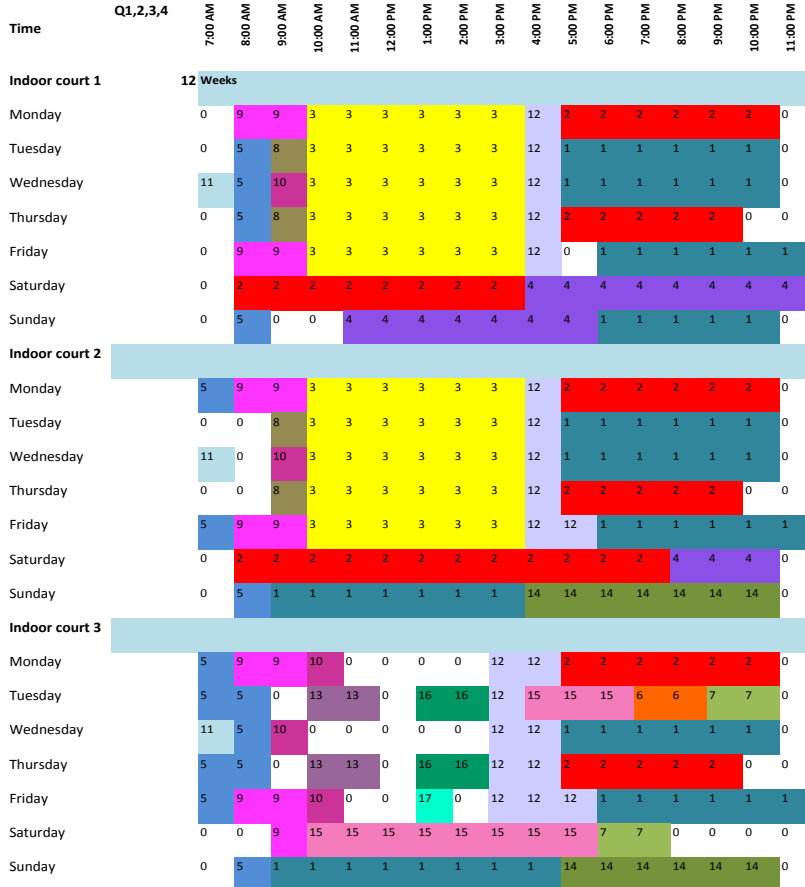 Q1,2,3,4
Time 7:00 AM 8:00 AM 9:00 AM 10:00 AM 11:00 AM 12:00 PM 1:00 PM 2:00 PM 3:00 PM 4:00 PM 5:00 PM 6:00 PM 7:00 PM 8:00 PM 9:00 PM 10:00 PM 11:00 PM
Indoor court 1 12 Weeks
Monday 0 9 9 3 3 3 3 3 3 12 2 2 2 2 2 2 0
Tuesday 0 5 8 3 3 3 3 3 3 12 1 1 1 1 1 1 0
Wednesday 11 5 10 3 3 3 3 3 3 12 1 1 1 1 1 1 0
Thursday 0 5 8 3 3 3 3 3 3 12 2 2 2 2 2 0 0
Friday 0 9 9 3 3 3 3 3 3 12 0 1 1 1 1 1 1
Saturday 0 2 2 2 2 2 2 2 2 4 4 4 4 4 4 4 4
Sunday 0 5 0 0 4 4 4 4 4 4 4 1 1 1 1 1 0
Indoor court 2
Monday 5 9 9 3 3 3 3 3 3 12 2 2 2 2 2 2 0
Tuesday 0 0 8 3 3 3 3 3 3 12 1 1 1 1 1 1 0
Wednesday 11 0 10 3 3 3 3 3 3 12 1 1 1 1 1 1 0
Thursday 0 0 8 3 3 3 3 3 3 12 2 2 2 2 2 0 0
Friday 5 9 9 3 3 3 3 3 3 12 12 1 1 1 1 1 1
Saturday 0 2 2 2 2 2 2 2 2 2 2 2 2 4 4 4 0
Sunday 0 5 1 1 1 1 1 1 1 14 14 14 14 14 14 14 0
Indoor court 3
Monday 5 9 9 10 0 0 0 0 12 12 2 2 2 2 2 2 0
Tuesday 5 5 0 13 13 0 16 16 12 15 15 15 6 6 7 7 0
Wednesday 11 5 10 0 0 0 0 0 12 12 1 1 1 1 1 1 0
Thursday 5 5 0 13 13 0 16 16 12 12 2 2 2 2 2 0 0
Friday 5 9 9 10 0 0 17 0 12 12 12 1 1 1 1 1 1
Saturday 0 0 9 15 15 15 15 15 15 15 15 7 7 0 0 0 0
Sunday 0 5 1 1 1 1 1 1 1 1 14 14 14 14 14 14 0